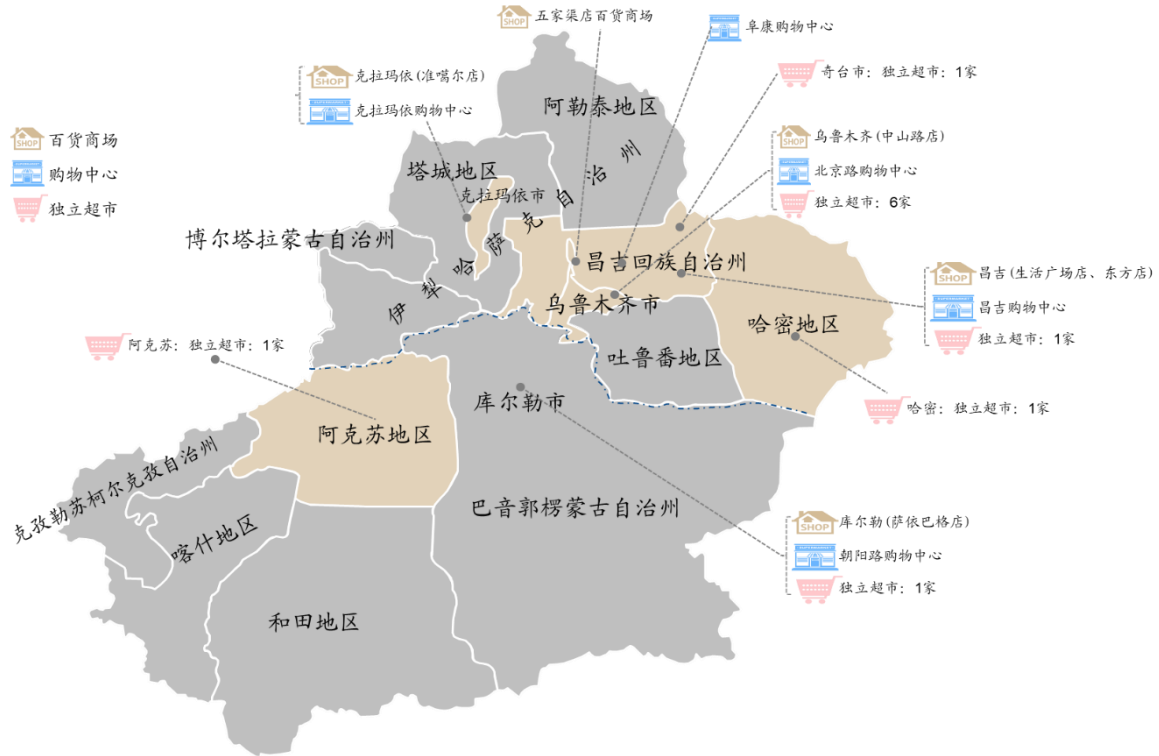 五家渠店百货商场
阜康购物中心
克拉玛依(准噶尔店)
克拉玛依购物中心
奇台市：独立超市：1家
百货商场
购物中心
独立超市
乌鲁木齐(中山路店)
北京路购物中心
独立超市：6家
阿勒泰地区
塔城地区
克拉玛依市
博尔塔拉蒙古自治州
伊犁哈萨克自治州
昌吉回族自治州
乌鲁木齐市
哈密地区
吐鲁番地区
昌吉(生活广场店、东方店)
昌吉购物中心
独立超市：1家
阿克苏：独立超市：1家
哈密：独立超市：1家
库尔勒市
阿克苏地区
克孜勒苏柯尔克孜自治州
喀什地区
巴音郭楞蒙古自治州
和田地区
库尔勒(萨依巴格店)
朝阳路购物中心
独立超市：1家
SHOP
SHOP
SHOP
SHOP
SHOP
SHOP